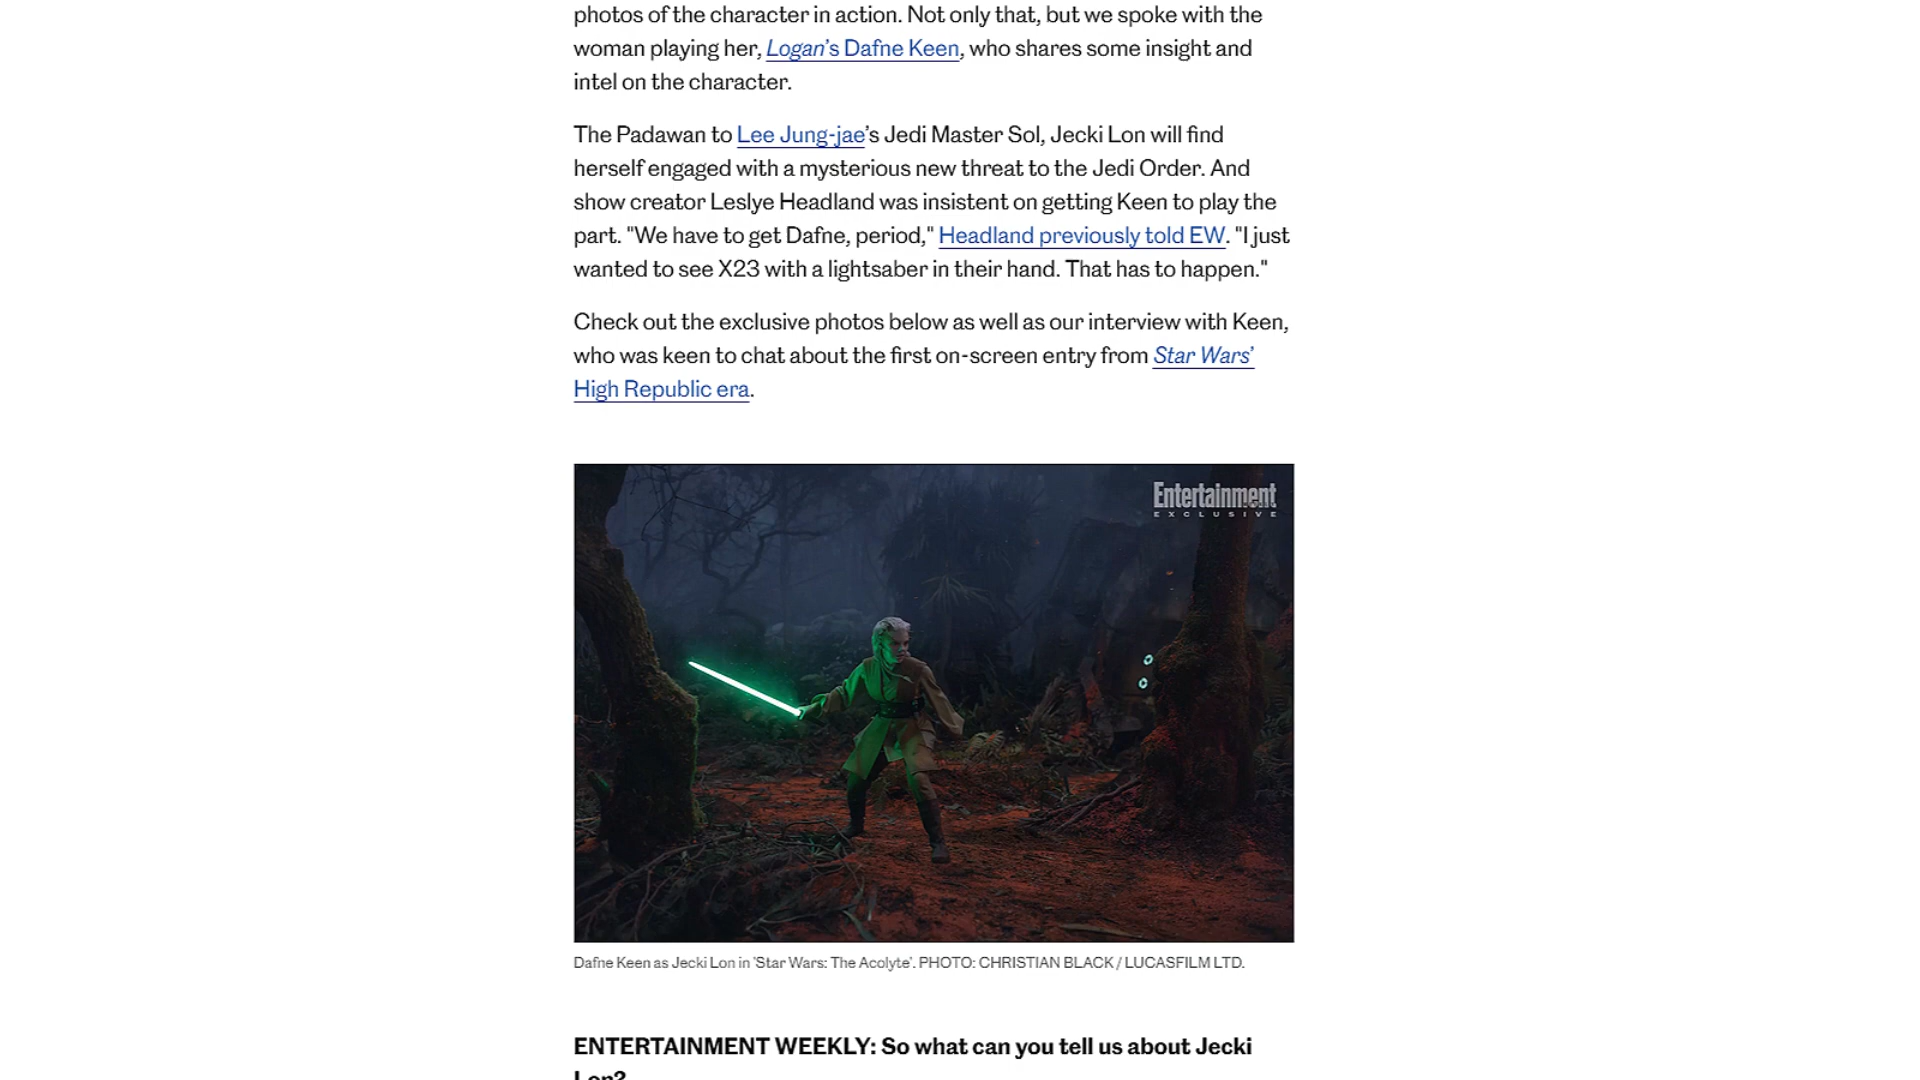 photos of the character in action. Not only that, but we spoke with the
woman playing her, Logan's Dafne Keen, who shares some insight and
intel on the character.
The Padawan to Lee Jung-jae's Jedi Master Sol, Jecki Lon will find
herself engaged with a mysterious new threat to the Jedi Order. And
show creator Leslye Headland was insistent on getting Keen to play the
part. "We have to get Dafne, period," Headland previously told EW. "I just
wanted to see X23 with a lightsaber in their hand. That has to happen."
Check out the exclusive photos below as well as our interview with Keen,
who was keen to chat about the first on-screen entry from Star Wars'
High Republic era.
Entertainment
EXCLUSIVE
Dafne Keen as Jecki Lon in 'Star Wars: The Acolyte'. PHOTO: CHRISTIAN BLACK / LUCASFILM LTD.
ENTERTAINMENT WEEKLY: So what can you tell us about Jecki
Lon?